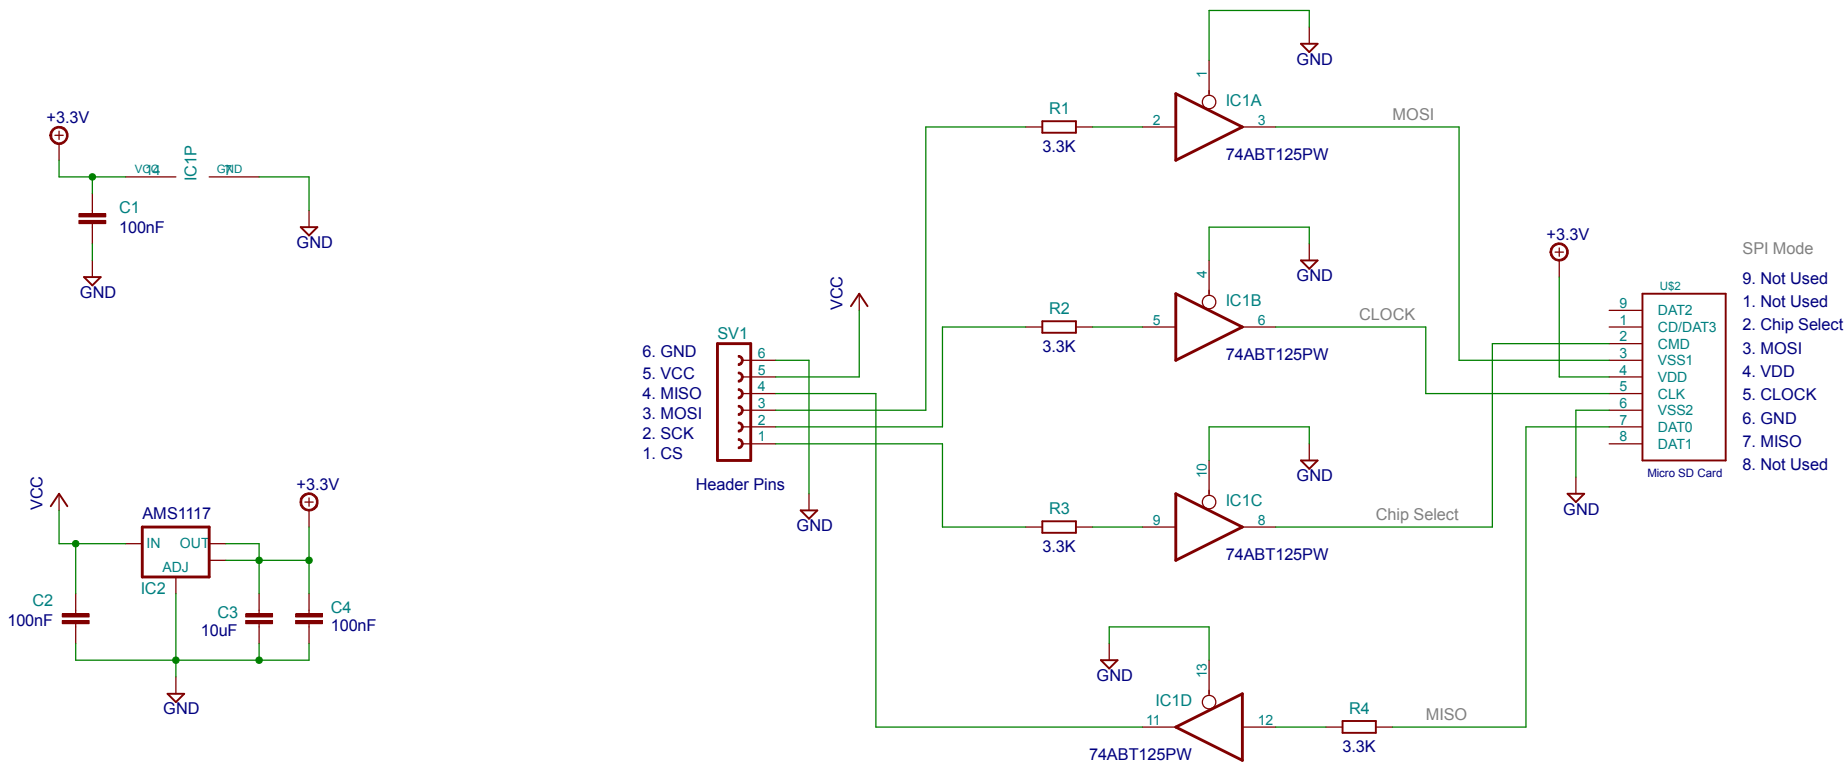 +3.3V
VCC
14
IC1P
GND
7
C1
100nF
GND
GND
VCC
AMS1117
+3.3V
IN
OUT
ADJ
IC2
C2
100nF
C3
10uF
C4
100nF
GND
VCC
SV1
6. GND
5. VCC
4. MISO
3. MOSI
2. SCK
1. CS
6
5
4
3
2
1
Header Pins
GND
GND
1
IC1A
R1
3.3K
2
3
74ABT125PW
MOSI
GND
4
IC1B
R2
3.3K
5
6
74ABT125PW
CLOCK
GND
10
IC1C
R3
3.3K
9
8
74ABT125PW
Chip Select
GND
13
IC1D
11
12
74ABT125PW
R4
3.3K
MISO
+3.3V
GND
U$2
9 DAT2
1 CD/DAT3
2 CMD
3 VSS1
4 VDD
5 CLK
6 VSS2
7 DAT0
8 DAT1
Micro SD Card
SPI Mode
9. Not Used
1. Not Used
2. Chip Select
3. MOSI
4. VDD
5. CLOCK
6. GND
7. MISO
8. Not Used